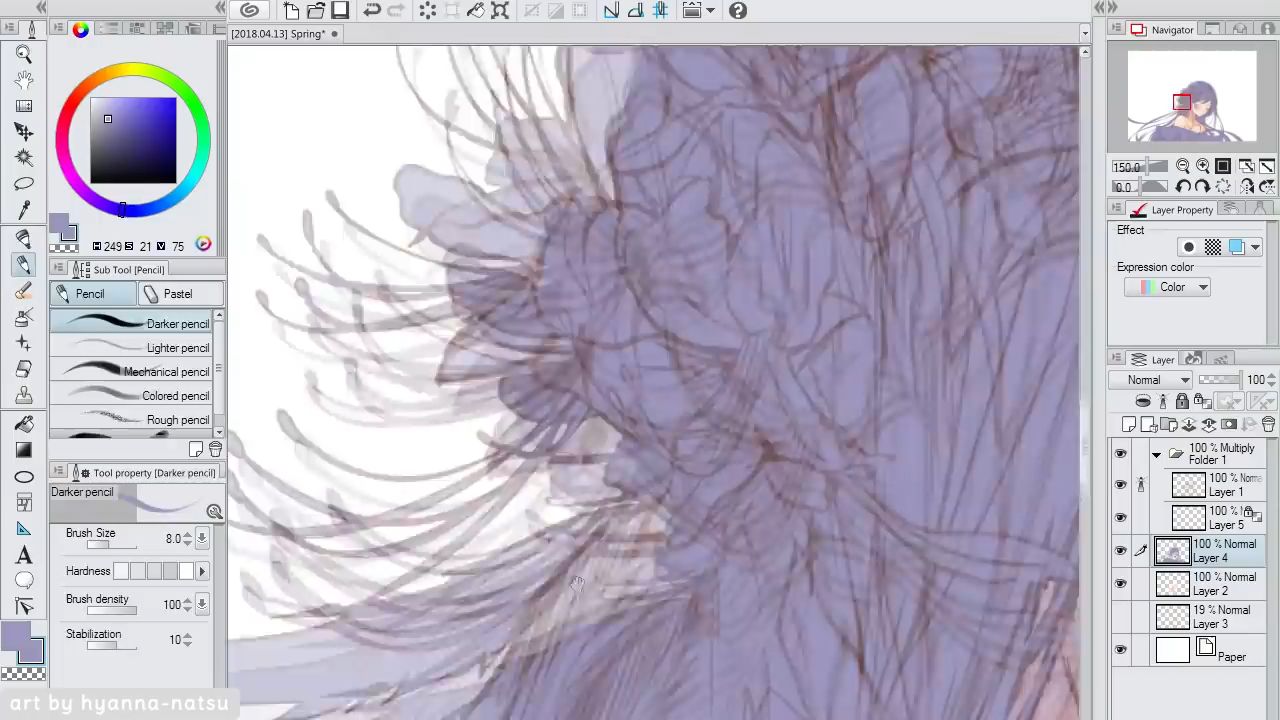 [2018.04.13] Spring*
Navigator
150.0
0.0
Layer Property
Effect
Expression color
Color
H 249 S 21 V 75
Sub Tool [Pencil]
Pencil
Pastel
Darker pencil
Lighter pencil
Mechanical pencil
Colored pencil
Rough pencil
Tool property [Darker pencil]
Darker pencil
Brush Size 8.0
Hardness
Brush density 100
Stabilization 10
Layer
Normal 100
100 % Multiply
Folder 1
100 % Norm
Layer 1
100 %
Layer 5
100 % Normal
Layer 4
100 % Normal
Layer 2
19 % Normal
Layer 3
Paper
art by hyanna-natsu